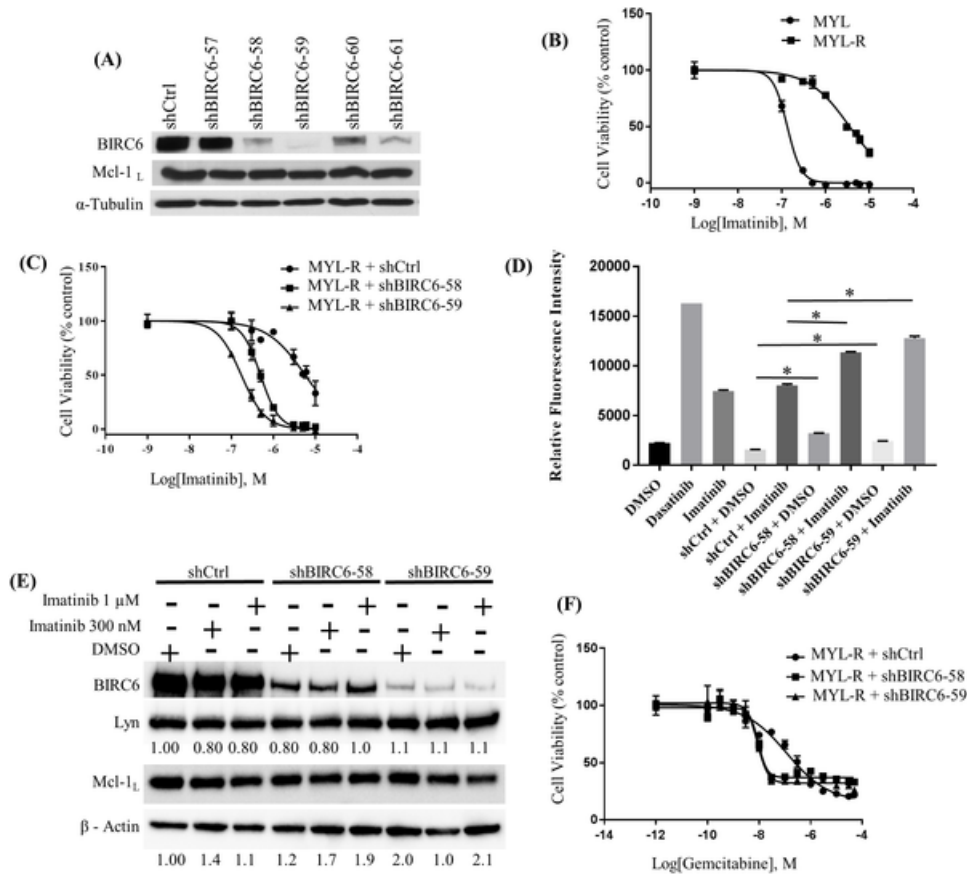 (A)
shCtrl
shBIRC6-57
shBIRC6-58
shBIRC6-59
shBIRC6-60
shBIRC6-61
BIRC6
Mcl-1 L
α-Tubulin
(B)
MYL
MYL-R
Cell Viability (% control)
150
100
50
0
-10 -9 -8 -7 -6 -5 -4
Log[Imatinib], M
(C)
MYL-R + shCtrl
MYL-R + shBIRC6-58
MYL-R + shBIRC6-59
Cell Viability (% control)
150
100
50
0
-10 -9 -8 -7 -6 -5 -4
Log[Imatinib], M
(D)
Relative Fluorescence Intensity
20000
15000
10000
5000
0
*
*
*
*
DMSO
Dasatinib
Imatinib
shCtrl + DMSO
shCtrl + Imatinib
shBIRC6-58 + DMSO
shBIRC6-58 + Imatinib
shBIRC6-59 + DMSO
shBIRC6-59 + Imatinib
(E)
shCtrl shBIRC6-58 shBIRC6-59
Imatinib 1 µM - - + - - + - - +
Imatinib 300 nM - + - - + - - + -
DMSO + - - + - - + - -
BIRC6
Lyn
1.00 0.80 0.80 0.80 0.80 1.0 1.1 1.1 1.1
Mcl-1L
β - Actin
1.00 1.4 1.1 1.2 1.7 1.9 2.0 1.0 2.1
(F)
MYL-R + shCtrl
MYL-R + shBIRC6-58
MYL-R + shBIRC6-59
Cell Viability (% control)
150
100
50
0
-14 -12 -10 -8 -6 -4 -2
Log[Gemcitabine], M